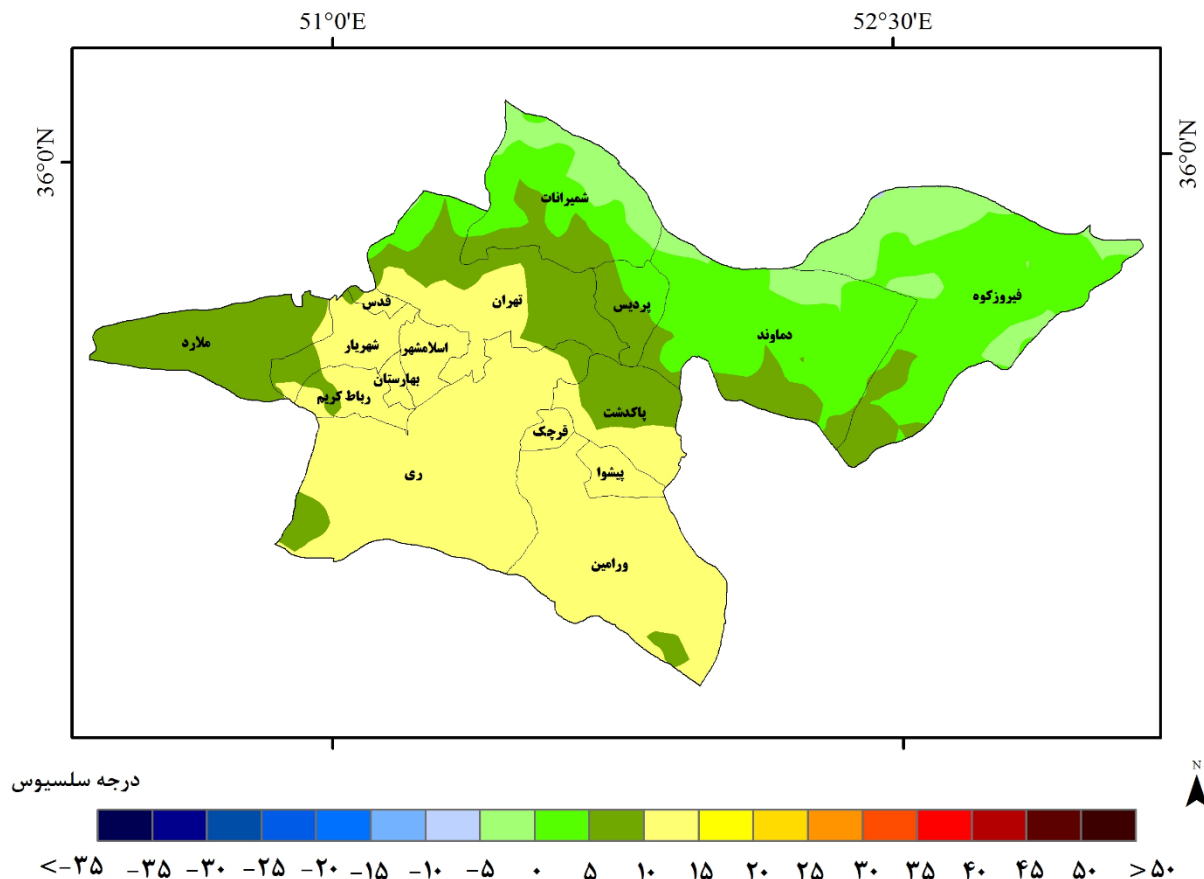 51°0'E
52°30'E
36°0'N
36°0'N
شمیرانات
فیروزکوه
قدس
تهران
پردیس
دماوند
ملارد
شهریار
اسلامشهر
بهارستان
رباط کریم
پاکدشت
قرچک
ری
پیشوا
ورامین
درجه سلسیوس
N
<-۳۵ -۳۵ -۳۰ -۲۵ -۲۰ -۱۵ -۱۰ -۵ ۰ ۵ ۱۰ ۱۵ ۲۰ ۲۵ ۳۰ ۳۵ ۴۰ ۴۵ ۵۰ >۵۰